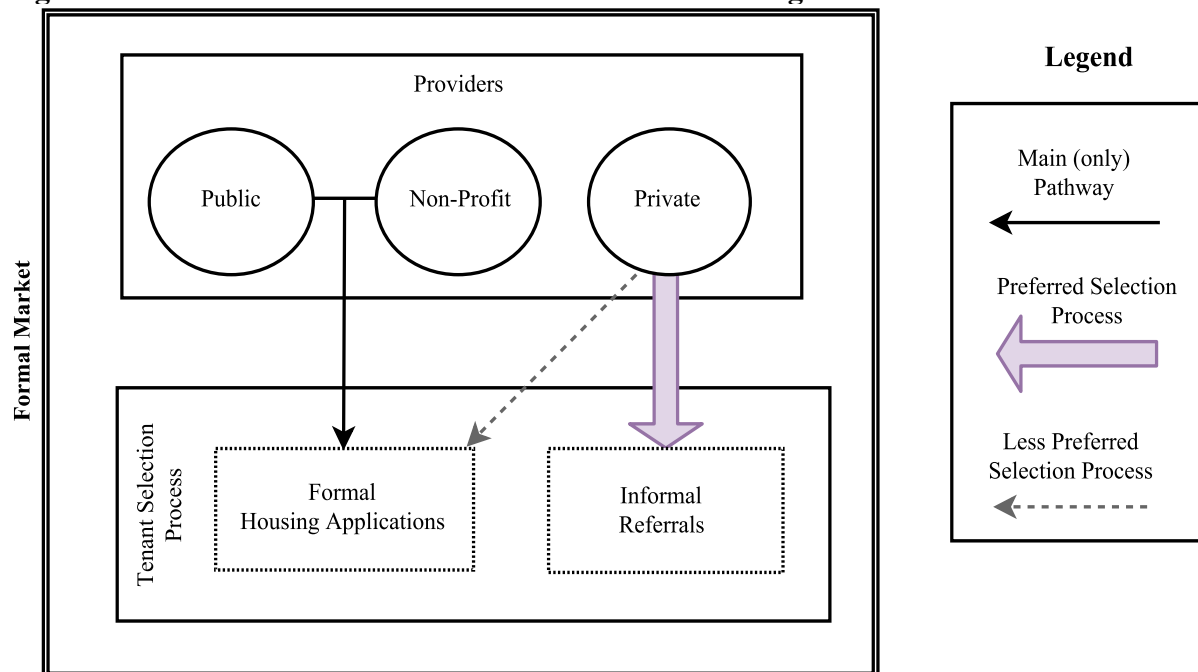 Providers
Public
Non-Profit
Private
Formal Market
Tenant Selection
Process
Formal
Housing Applications
Informal
Referrals
Legend
Main (only)
Pathway
Preferred Selection
Process
Less Preferred
Selection Process